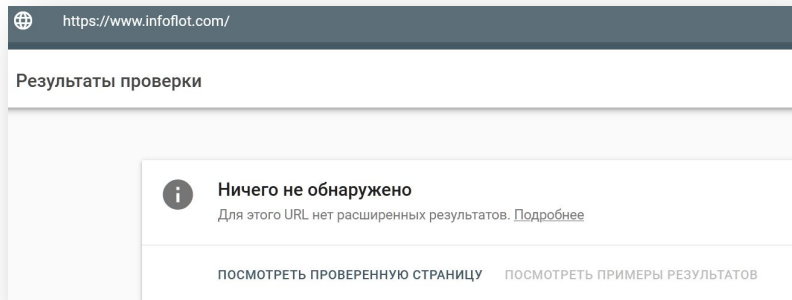 https://www.infoflot.com/
Результаты проверки
Ничего не обнаружено
Для этого URL нет расширенных результатов. Подробнее
ПОСМОТРЕТЬ ПРОВЕРЕННУЮ СТРАНИЦУ ПОСМОТРЕТЬ ПРИМЕРЫ РЕЗУЛЬТАТОВ